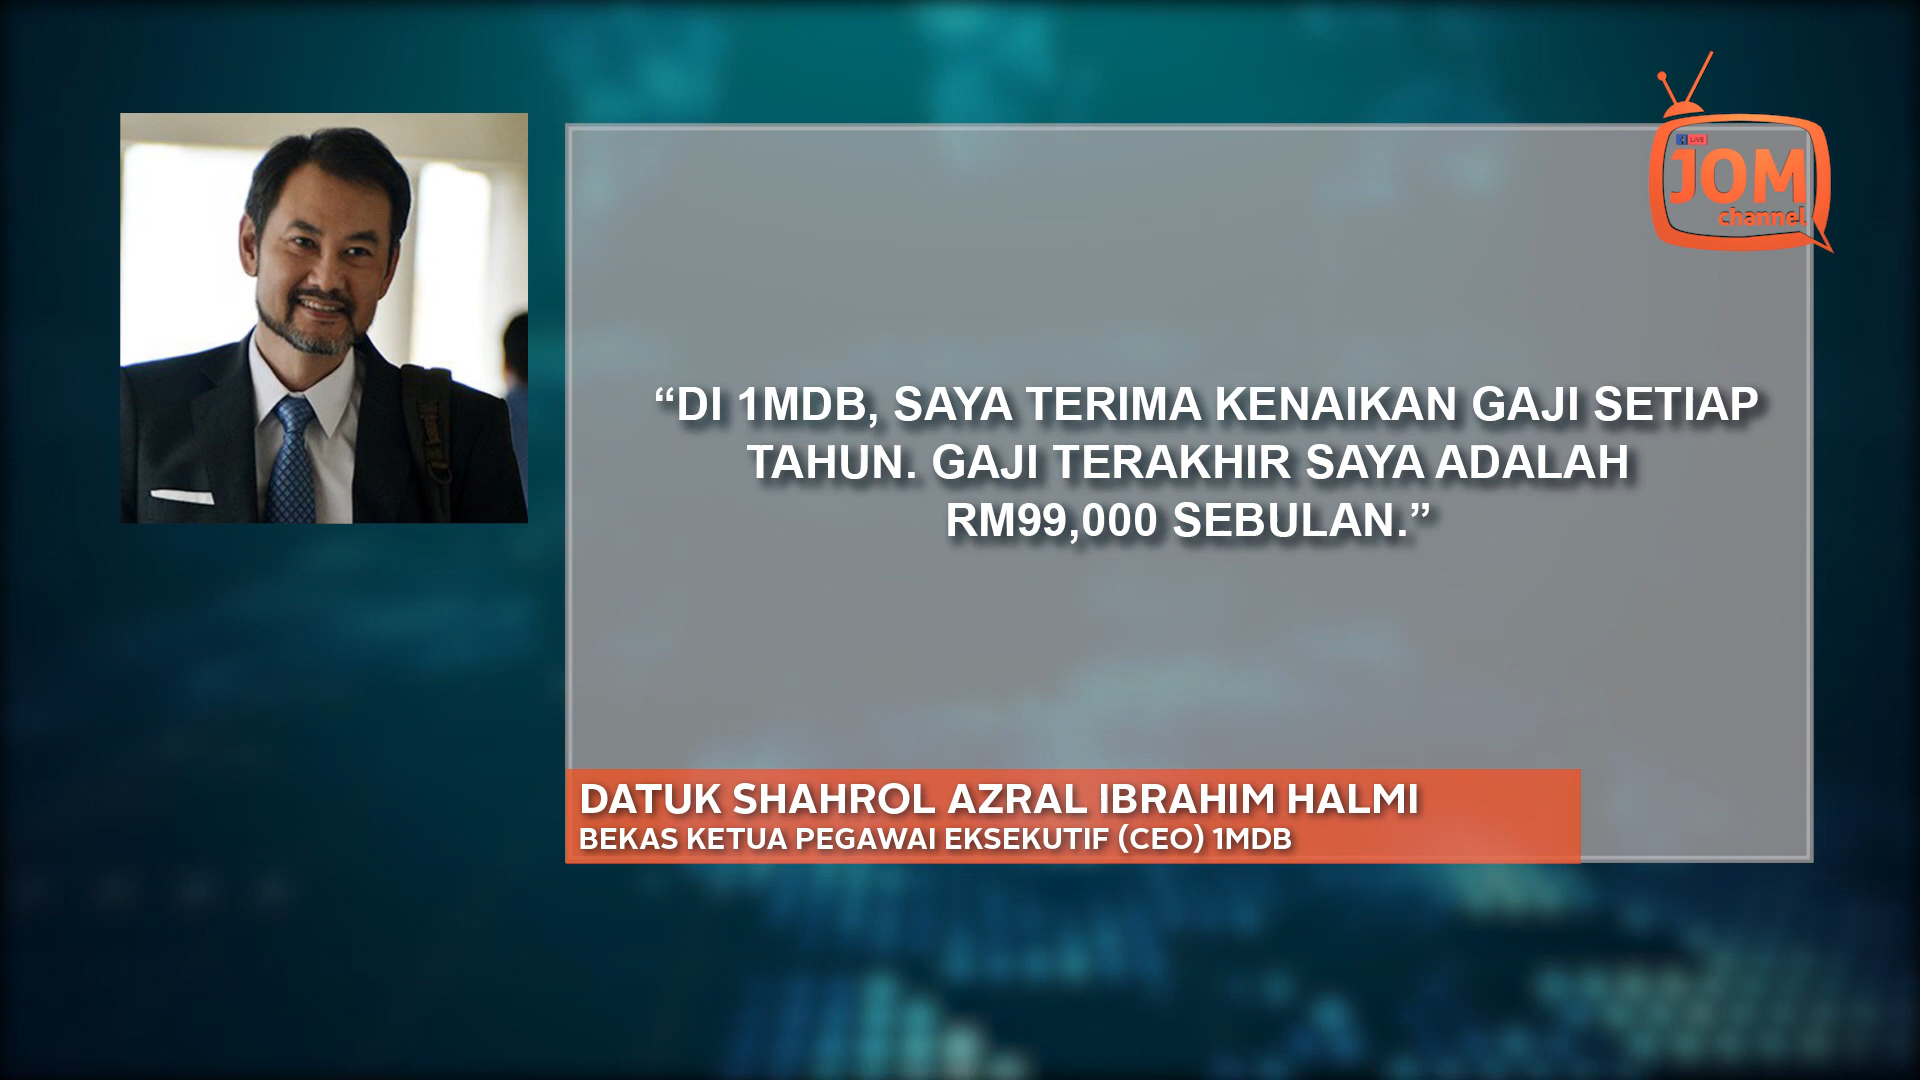 LIVE
JOM
channel
“DI 1MDB, SAYA TERIMA KENAIKAN GAJI SETIAP
TAHUN. GAJI TERAKHIR SAYA ADALAH
RM99,000 SEBULAN.”
DATUK SHAHROL AZRAL IBRAHIM HALMI
BEKAS KETUA PEGAWAI EKSEKUTIF (CEO) 1MDB